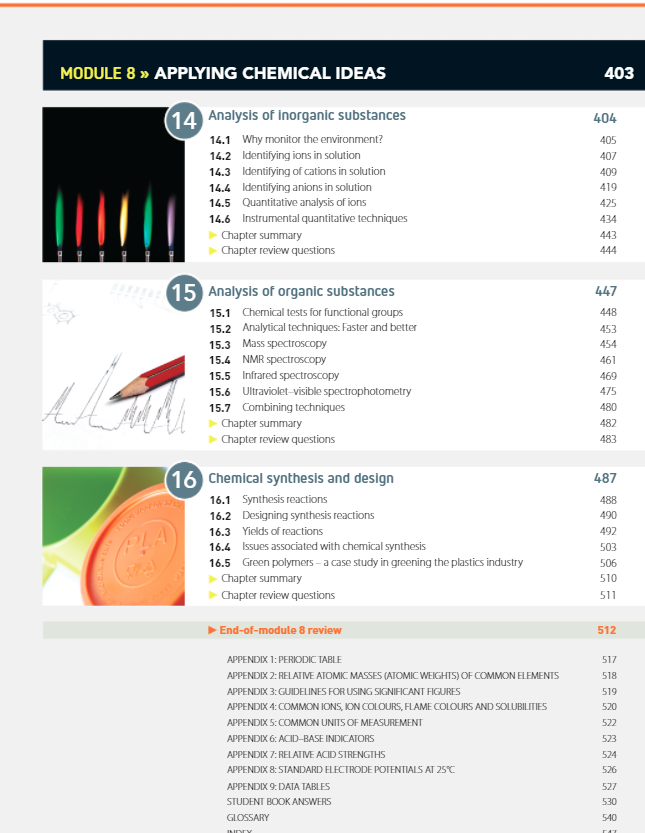 MODULE 8 » APPLYING CHEMICAL IDEAS 403
14 Analysis of inorganic substances 404
14.1 Why monitor the environment? 405
14.2 Identifying ions in solution 407
14.3 Identifying of cations in solution 409
14.4 Identifying anions in solution 419
14.5 Quantitative analysis of ions 425
14.6 Instrumental quantitative techniques 434
▶ Chapter summary 443
▶ Chapter review questions 444
15 Analysis of organic substances 447
15.1 Chemical tests for functional groups 448
15.2 Analytical techniques: Faster and better 453
15.3 Mass spectroscopy 454
15.4 NMR spectroscopy 461
15.5 Infrared spectroscopy 469
15.6 Ultraviolet–visible spectrophotometry 475
15.7 Combining techniques 480
▶ Chapter summary 482
▶ Chapter review questions 483
16 Chemical synthesis and design 487
PLA
16.1 Synthesis reactions 488
16.2 Designing synthesis reactions 490
16.3 Yields of reactions 492
16.4 Issues associated with chemical synthesis 503
16.5 Green polymers – a case study in greening the plastics industry 506
▶ Chapter summary 510
▶ Chapter review questions 511
▶ End-of-module 8 review 512
APPENDIX 1: PERIODIC TABLE 517
APPENDIX 2: RELATIVE ATOMIC MASSES (ATOMIC WEIGHTS) OF COMMON ELEMENTS 518
APPENDIX 3: GUIDELINES FOR USING SIGNIFICANT FIGURES 519
APPENDIX 4: COMMON IONS, ION COLOURS, FLAME COLOURS AND SOLUBILITIES 520
APPENDIX 5: COMMON UNITS OF MEASUREMENT 522
APPENDIX 6: ACID–BASE INDICATORS 523
APPENDIX 7: RELATIVE ACID STRENGTHS 524
APPENDIX 8: STANDARD ELECTRODE POTENTIALS AT 25°C 526
APPENDIX 9: DATA TABLES 527
STUDENT BOOK ANSWERS 530
GLOSSARY 540
INDEX 547